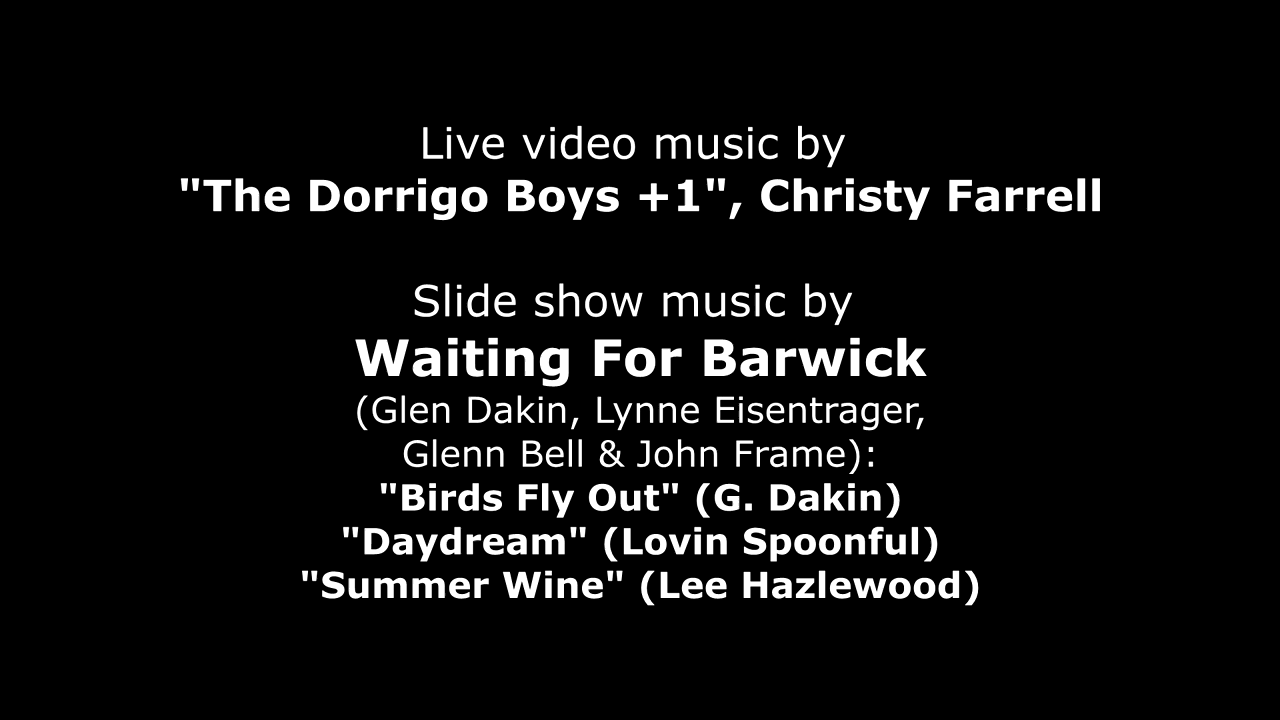 Live video music by
"The Dorrigo Boys +1", Christy Farrell
Slide show music by
Waiting For Barwick
(Glen Dakin, Lynne Eisentrager,
Glenn Bell & John Frame):
"Birds Fly Out" (G. Dakin)
"Daydream" (Lovin Spoonful)
"Summer Wine" (Lee Hazlewood)